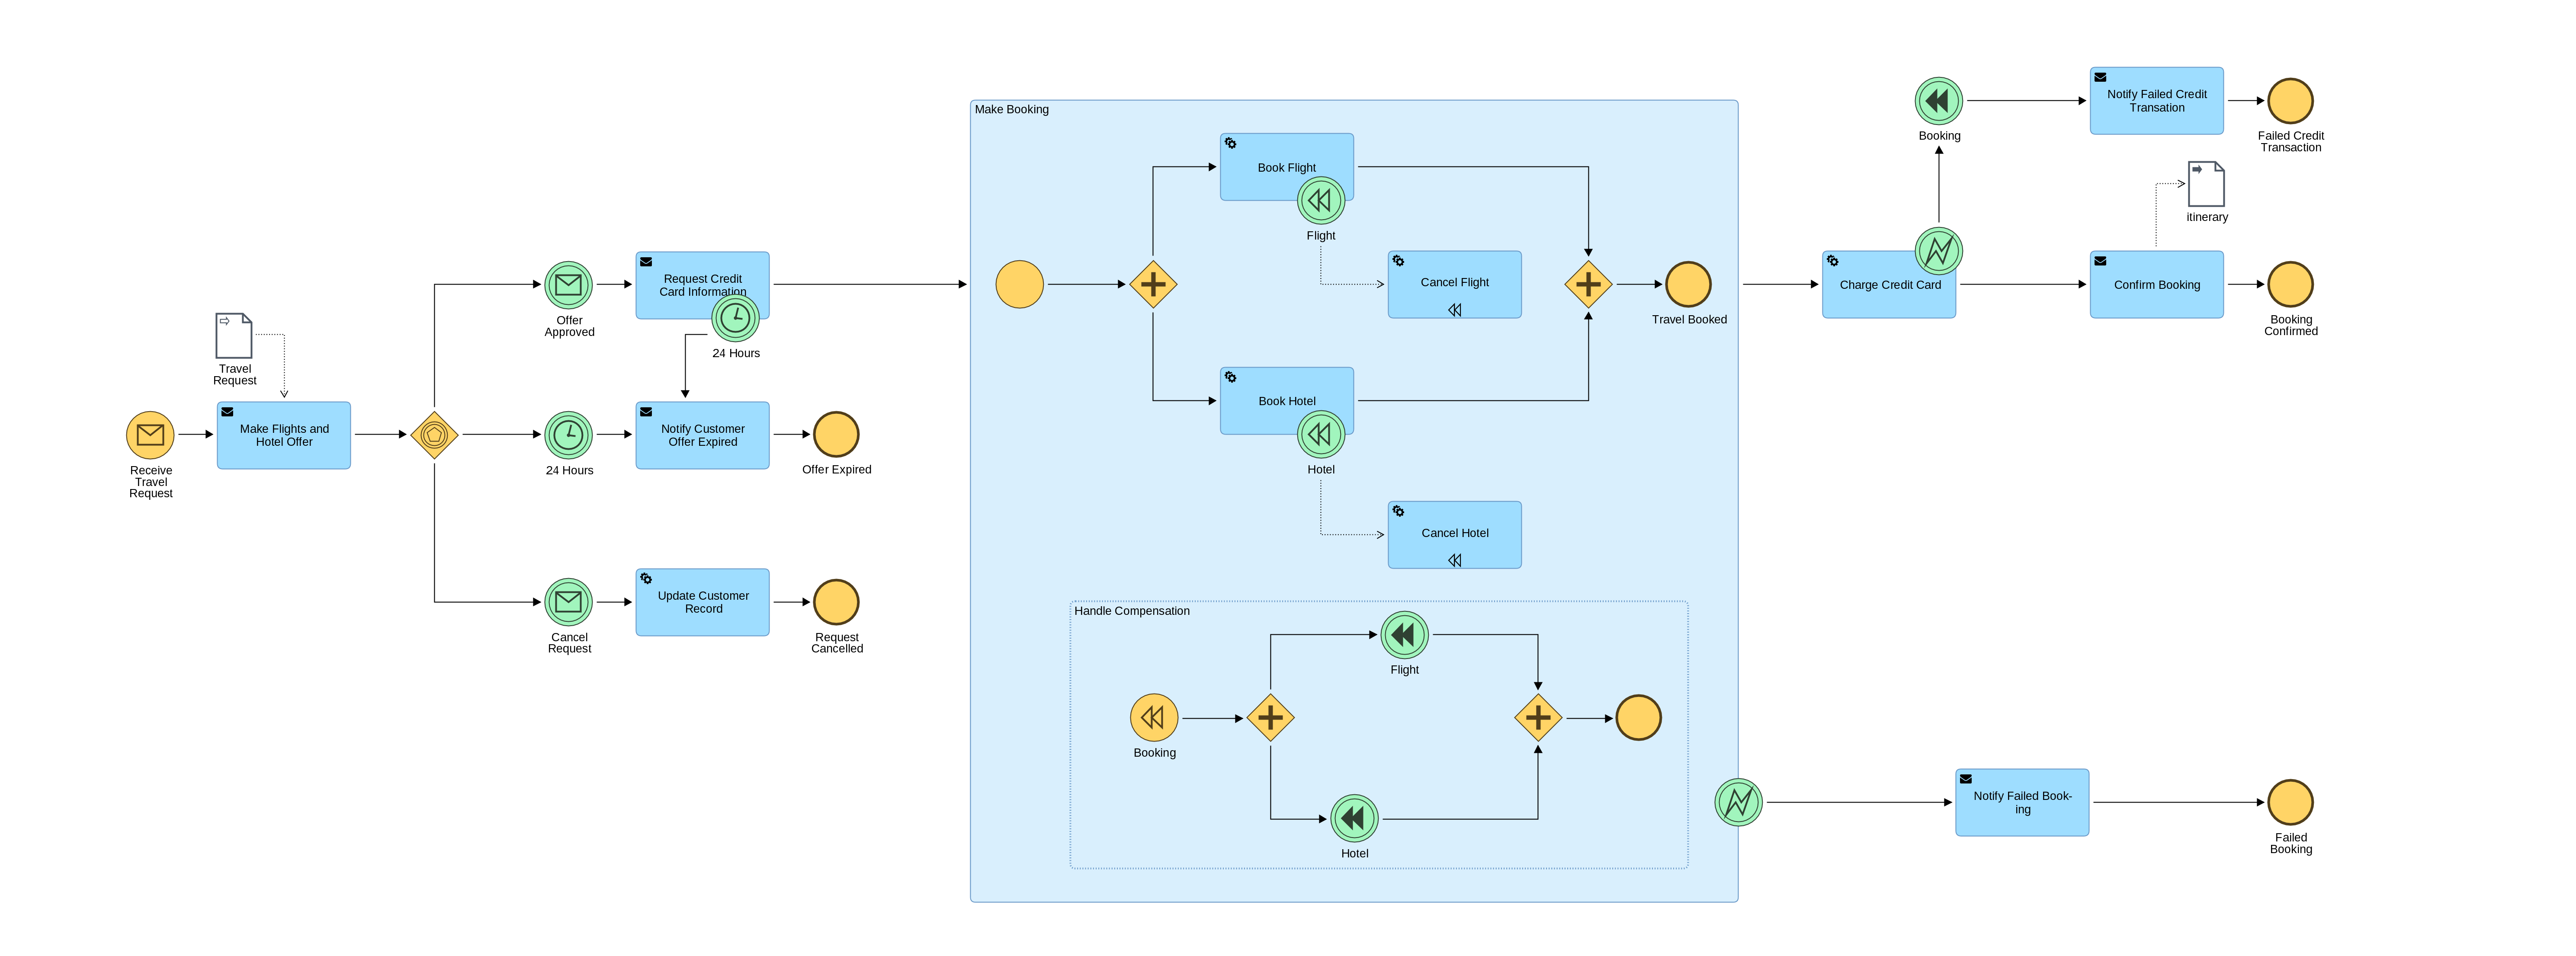 Make Booking
Book Flight
Flight
Cancel Flight
Booking
Notify Failed Credit
Transation
Failed Credit
Transaction
itinerary
Offer
Approved
Request Credit
Card Information
24 Hours
Travel Booked
Charge Credit Card
Confirm Booking
Booking
Confirmed
Travel
Request
Receive
Travel
Request
Make Flights and
Hotel Offer
24 Hours
Notify Customer
Offer Expired
Offer Expired
Book Hotel
Hotel
Cancel Hotel
Cancel
Request
Update Customer
Record
Request
Cancelled
Handle Compensation
Flight
Booking
Hotel
Notify Failed Book-
ing
Failed
Booking